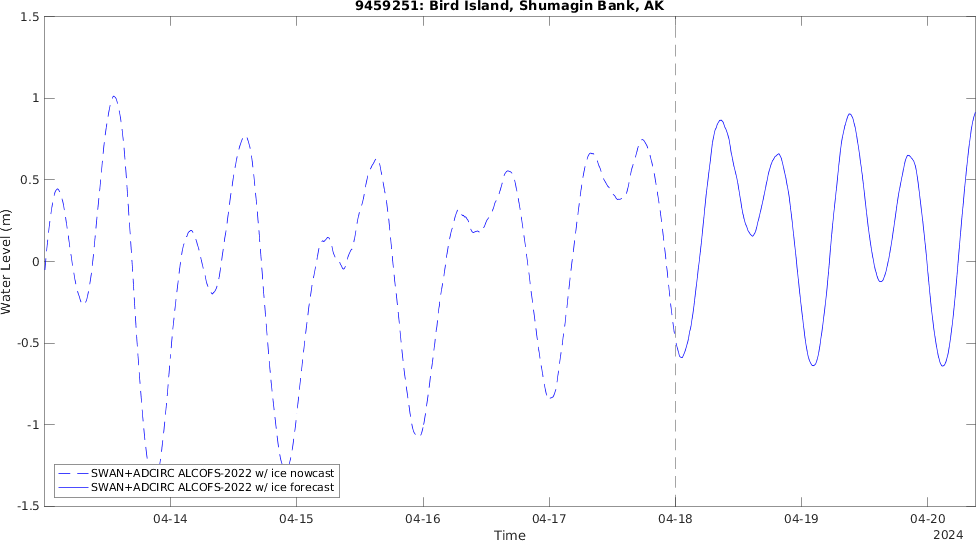 9459251: Bird Island, Shumagin Bank, AK
1.5
1
0.5
0
-0.5
-1
-1.5
Water Level (m)
SWAN+ADCIRC ALCOFS-2022 w/ ice nowcast
SWAN+ADCIRC ALCOFS-2022 w/ ice forecast
04-14 04-15 04-16 04-17 04-18 04-19 04-20
Time
2024